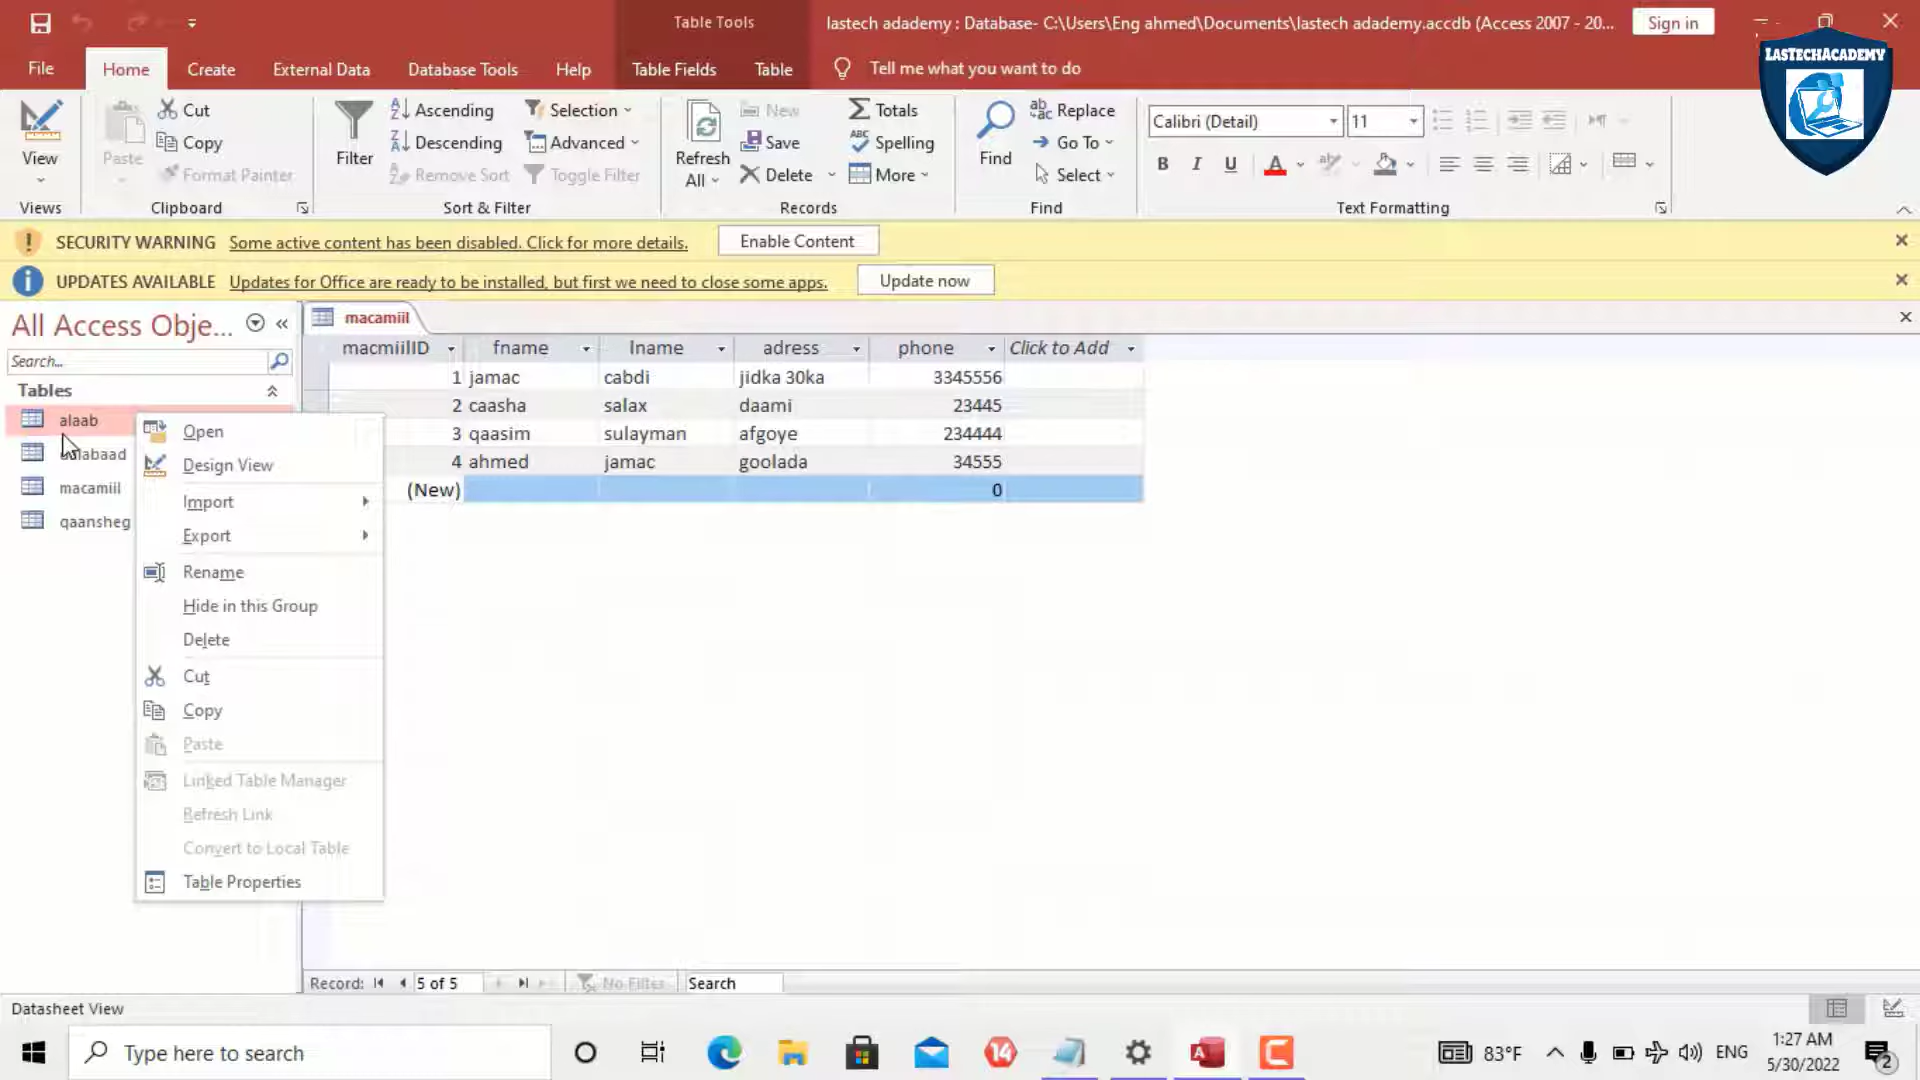 Table Tools
lastech adademy : Database- C:\Users\Eng ahmed\Documents\lastech adademy.accdb (Access 2007 - 20...
Sign in
File
Home
Create
External Data
Database Tools
Help
Table Fields
Table
Tell me what you want to do
LASTECHACADEMY
View
Views
Paste
Cut
Copy
Format Painter
Clipboard
Filter
Ascending
Descending
Remove Sort
Selection
Advanced
Toggle Filter
Sort & Filter
Refresh
All
New
Save
Delete
Totals
Spelling
More
Records
Find
Replace
Go To
Select
Find
Calibri (Detail)
11
B I U
Text Formatting
SECURITY WARNING Some active content has been disabled. Click for more details. Enable Content
UPDATES AVAILABLE Updates for Office are ready to be installed, but first we need to close some apps. Update now
All Access Obje...
Search...
Tables
alaab
macamiil
qaansheg
Open
Design View
Import
Export
Rename
Hide in this Group
Delete
Cut
Copy
Paste
Linked Table Manager
Refresh Link
Convert to Local Table
Table Properties
macamiil
macmiilID fname lname adress phone Click to Add
1 jamac cabdi jidka 30ka 3345556
2 caasha salax daami 23445
3 qaasim sulayman afgoye 234444
4 ahmed jamac goolada 34555
(New) 0
Record: 5 of 5 No Filter Search
Datasheet View
Type here to search
14
83°F
ENG
1:27 AM
5/30/2022
2